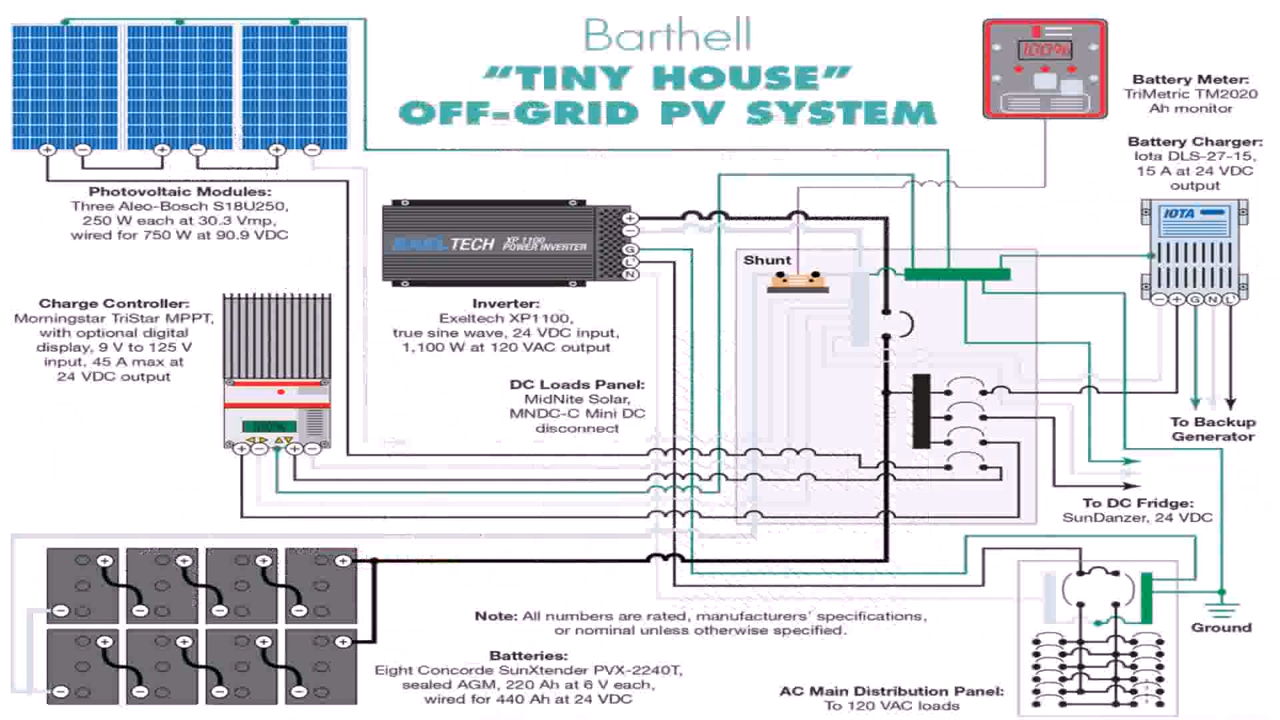 Barthell
"TINY HOUSE"
OFF-GRID PV SYSTEM
100%
Battery Meter:
TriMetric TM2020
Ah monitor
Battery Charger:
Iota DLS-27-15,
15 A at 24 VDC
output
IOTA
Photovoltaic Modules:
Three Aleo-Bosch S18U250,
250 W each at 30.3 Vmp,
wired for 750 W at 90.9 VDC
EXELTECH XP 1100
POWER INVERTER
G
L
N
Shunt
G N L
Charge Controller:
Morningstar TriStar MPPT,
with optional digital
display, 9 V to 125 V
input, 45 A max at
24 VDC output
100%
Inverter:
Exeltech XP1100,
true sine wave, 24 VDC input,
1,100 W at 120 VAC output
DC Loads Panel:
MidNite Solar,
MNDC-C Mini DC
disconnect
To Backup
Generator
To DC Fridge:
SunDanzer, 24 VDC
Note: All numbers are rated, manufacturers' specifications,
or nominal unless otherwise specified.
Ground
Batteries:
Eight Concorde SunXtender PVX-2240T,
sealed AGM, 220 Ah at 6 V each,
wired for 440 Ah at 24 VDC
AC Main Distribution Panel:
To 120 VAC loads